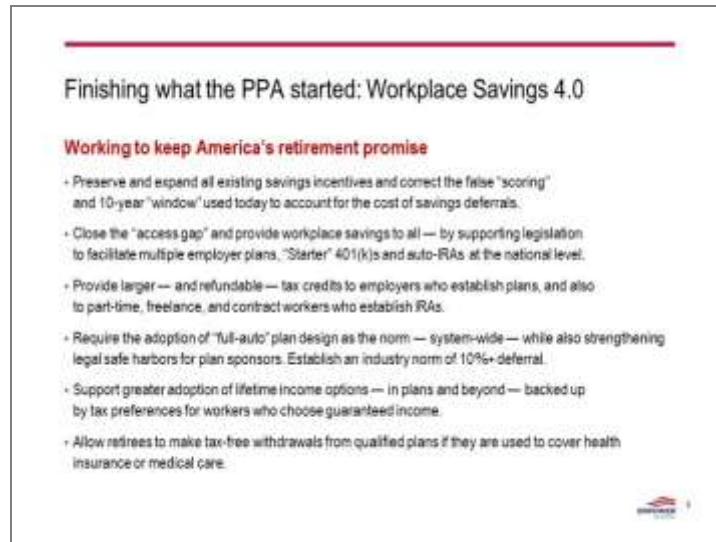 Finishing what the PPA started: Workplace Savings 4.0
Working to keep America's retirement promise
• Preserve and expand all existing savings incentives and correct the false "scoring"
and 10-year "window" used today to account for the cost of savings deferrals.
• Close the "access gap" and provide workplace savings to all — by supporting legislation
to facilitate multiple employer plans, "Starter" 401(k)s and auto-IRAs at the national level.
• Provide larger — and refundable — tax credits to employers who establish plans, and also
to part-time, freelance, and contract workers who establish IRAs.
• Require the adoption of "full-auto" plan design as the norm — system-wide — while also strengthening
legal safe harbors for plan sponsors. Establish an industry norm of 10%+ deferral.
• Support greater adoption of lifetime income options — in plans and beyond — backed up
by tax preferences for workers who choose guaranteed income.
• Allow retirees to make tax-free withdrawals from qualified plans if they are used to cover health
insurance or medical care.
EMPOWER